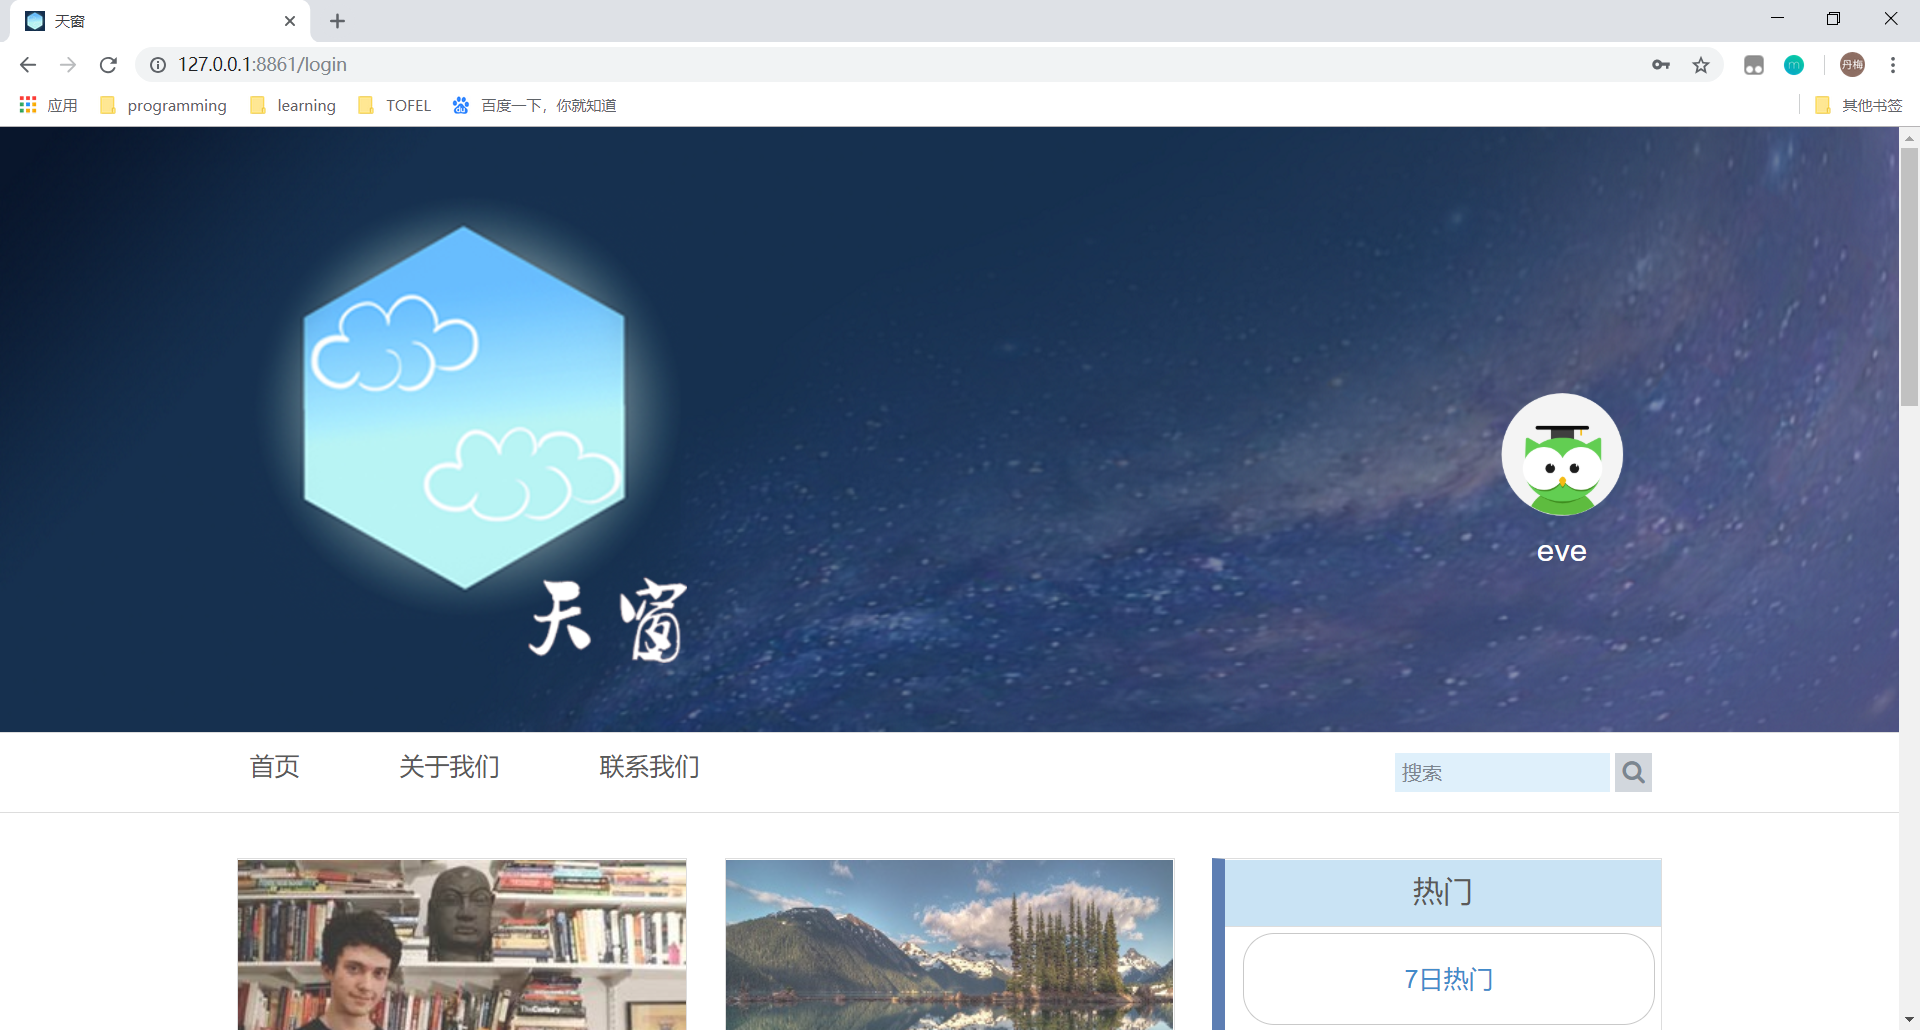 天窗
127.0.0.1:8861/login
丹梅
应用 programming learning TOFEL 百度一下，你就知道 其他书签
天窗
eve
首页 关于我们 联系我们 搜索
热门
7日热门